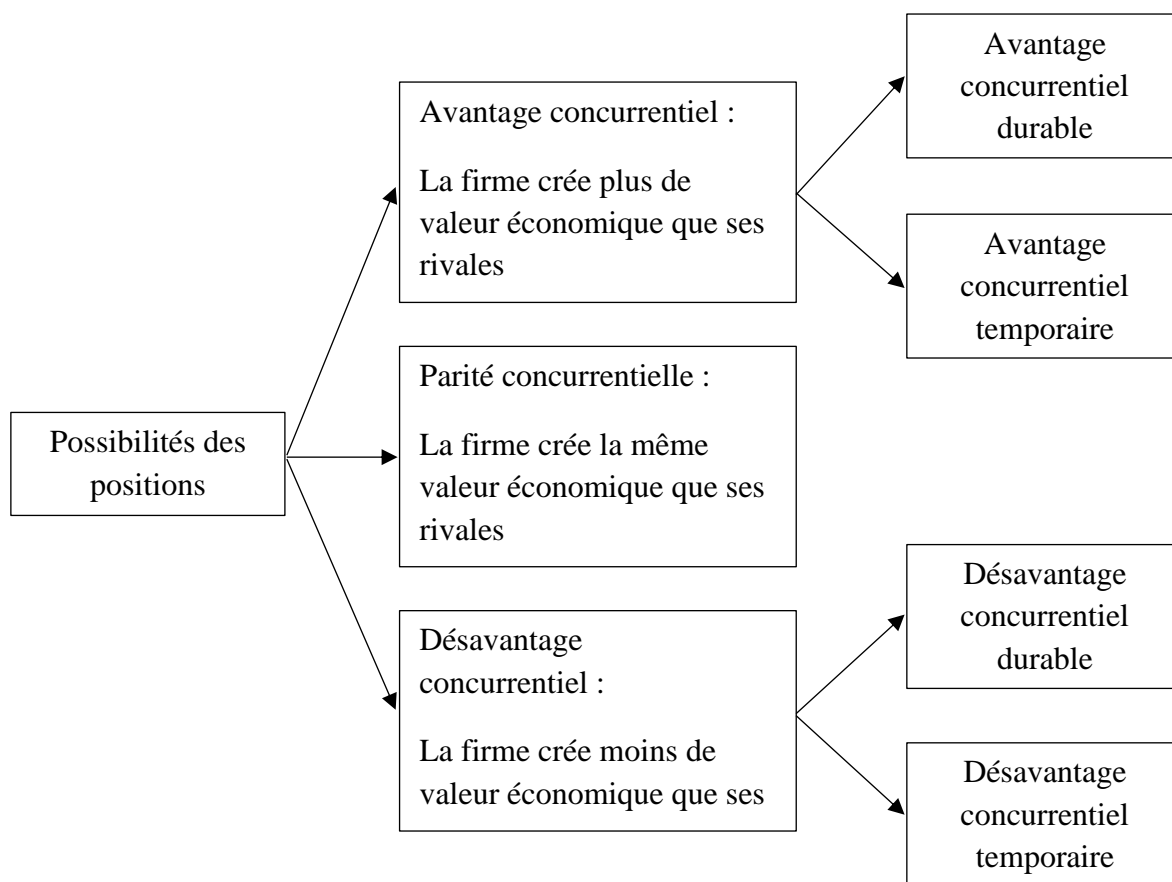 Possibilités des
positions
Avantage concurrentiel :
La firme crée plus de
valeur économique que ses
rivales
Parité concurrentielle :
La firme crée la même
valeur économique que ses
rivales
Désavantage
concurrentiel :
La firme crée moins de
valeur économique que ses
Avantage
concurrentiel
durable
Avantage
concurrentiel
temporaire
Désavantage
concurrentiel
durable
Désavantage
concurrentiel
temporaire